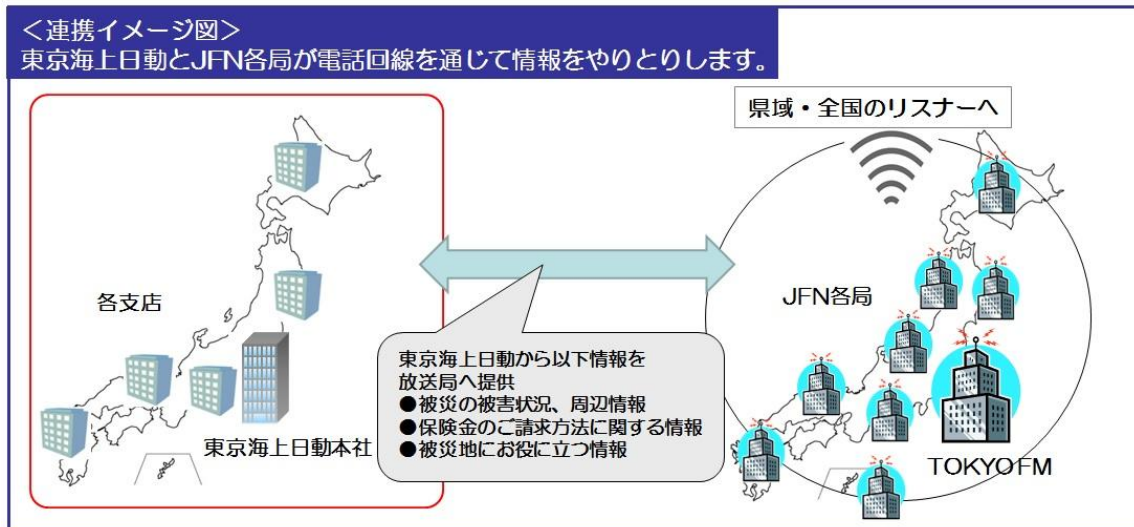 <連携イメージ図>
東京海上日動とJFN各局が電話回線を通じて情報をやりとりします。
県域・全国のリスナーへ
各支店
JFN各局
東京海上日動から以下情報を
放送局へ提供
●被災の被害状況、周辺情報
●保険金のご請求方法に関する情報
●被災地にお役に立つ情報
東京海上日動本社
TOKYO FM